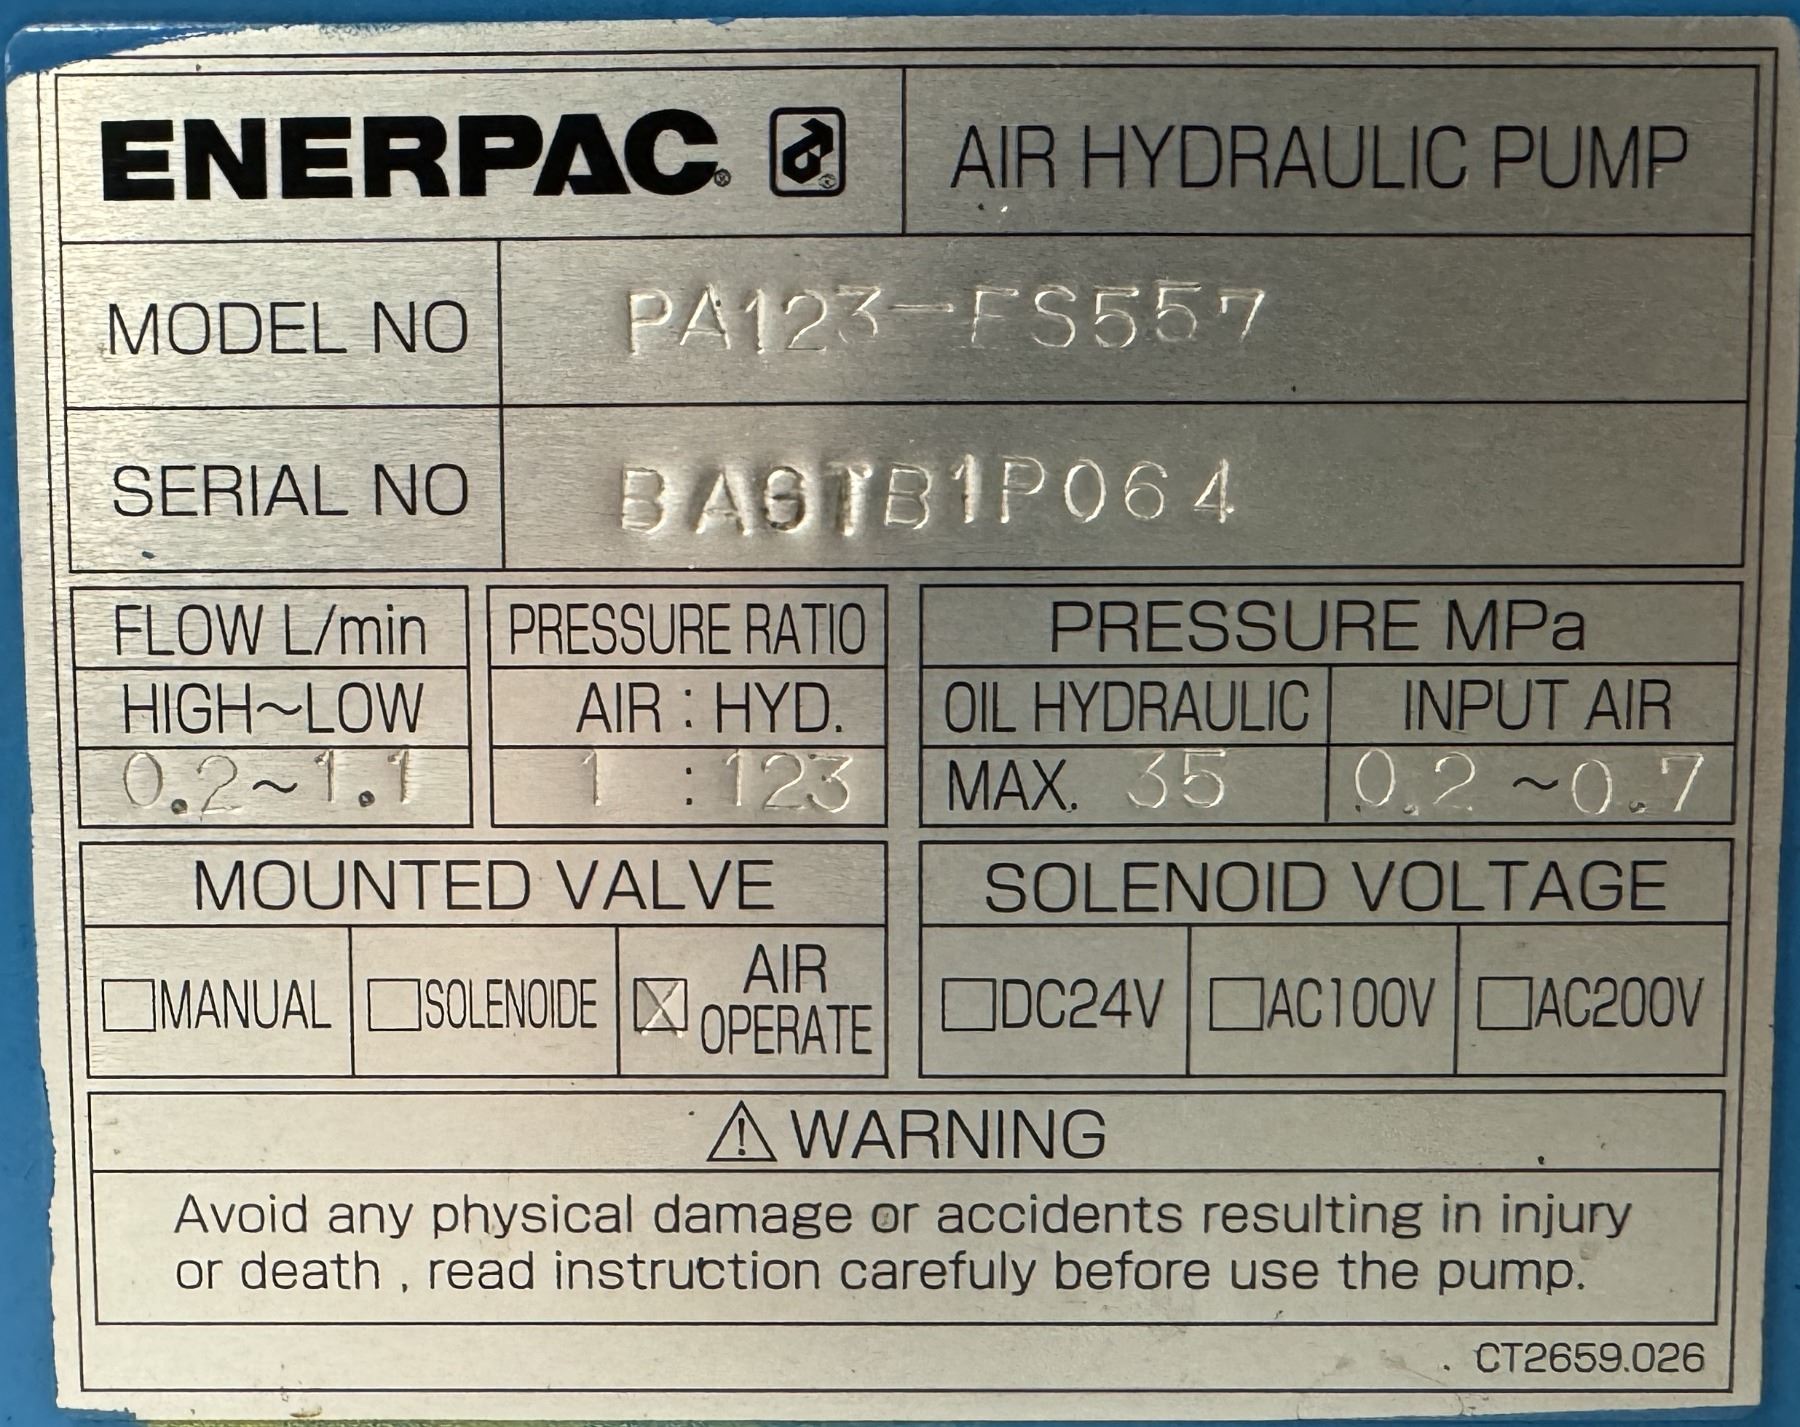 ENERPAC® AIR HYDRAULIC PUMP
MODEL NO PA123-FS557
SERIAL NO
FLOW L/min PRESSURE RATIO PRESSURE MPa
HIGH~LOW AIR : HYD. OIL HYDRAULIC INPUT AIR
0.2~1.1 1 : 123 MAX. 35 0.2~0.7
MOUNTED VALVE SOLENOID VOLTAGE
MANUAL SOLENOIDE AIR OPERATE DC24V AC100V AC200V
WARNING
Avoid any physical damage or accidents resulting in injury
or death , read instruction carefuly before use the pump.
CT2659.026